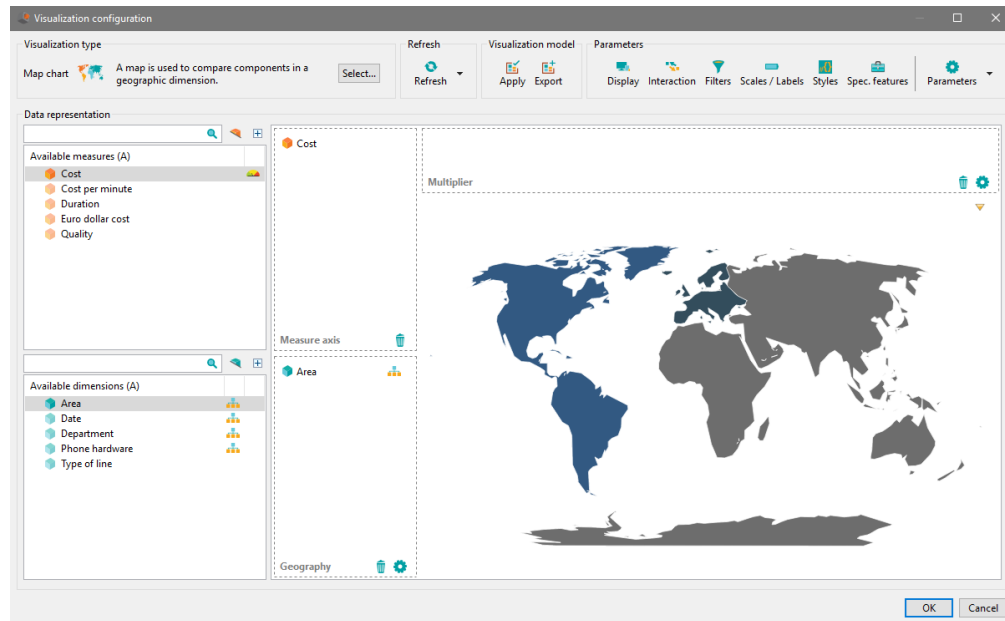 Visualization configuration
Visualization type
Refresh
Visualization model
Parameters
Map chart
A map is used to compare components in a
geographic dimension.
Select...
Refresh
Apply
Export
Display
Interaction
Filters
Scales / Labels
Styles
Spec. features
Parameters
Data representation
Available measures (A)
Cost
Cost per minute
Duration
Euro dollar cost
Quality
Cost
Measure axis
Multiplier
Available dimensions (A)
Area
Date
Department
Phone hardware
Type of line
Area
Geography
OK
Cancel